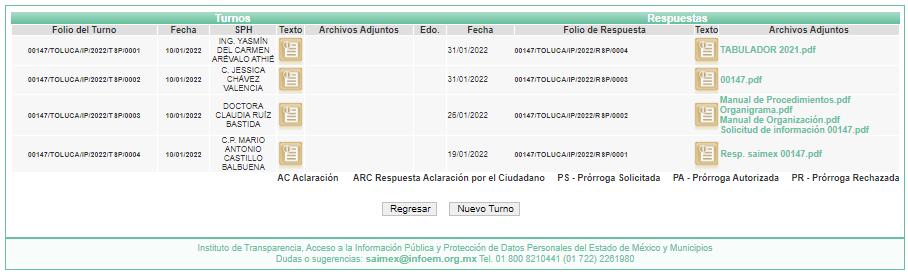 Turnos Respuestas
Folio del Turno Fecha SPH Texto Archivos Adjuntos Edo. Fecha Folio de Respuesta Texto Archivos Adjuntos
00147/TOLUCA/IP/2022/TSP/0001 10/01/2022 ING. YASMÍN DEL CARMEN ARÉVALO ATHIÉ 31/01/2022 00147/TOLUCA/IP/2022/RSP/0004 TABULADOR 2021.pdf
00147/TOLUCA/IP/2022/TSP/0002 10/01/2022 C. JESSICA CHÁVEZ VALENCIA 31/01/2022 00147/TOLUCA/IP/2022/RSP/0003 00147.pdf
00147/TOLUCA/IP/2022/TSP/0003 10/01/2022 DOCTORA CLAUDIA RUÍZ BASTIDA 25/01/2022 00147/TOLUCA/IP/2022/RSP/0002 Manual de Procedimientos.pdf
Organigrama.pdf
Manual de Organización.pdf
Solicitud de información 00147.pdf
00147/TOLUCA/IP/2022/TSP/0004 10/01/2022 C.P. MARIO ANTONIO CASTILLO BALBUENA 19/01/2022 00147/TOLUCA/IP/2022/RSP/0001 Resp. saimex 00147.pdf
AC Aclaración ARC Respuesta Aclaración por el Ciudadano PS - Prórroga Solicitada PA - Prórroga Autorizada PR - Prórroga Rechazada
Regresar Nuevo Turno
Instituto de Transparencia, Acceso a la Información Pública y Protección de Datos Personales del Estado de México y Municipios
Dudas o sugerencias: saimex@infoem.org.mx Tel. 01 800 8210441 (01 722) 2261980